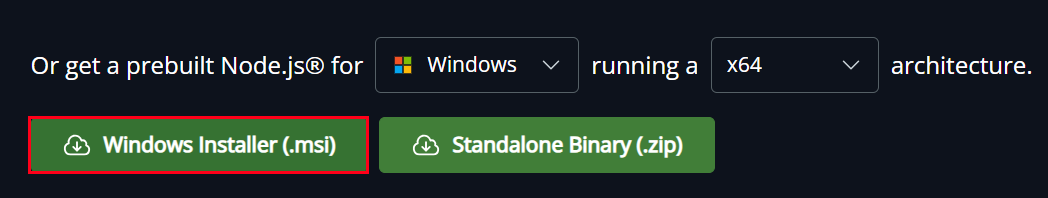 Or get a prebuilt Node.js® for Windows running a x64 architecture.
Windows Installer (.msi) Standalone Binary (.zip)